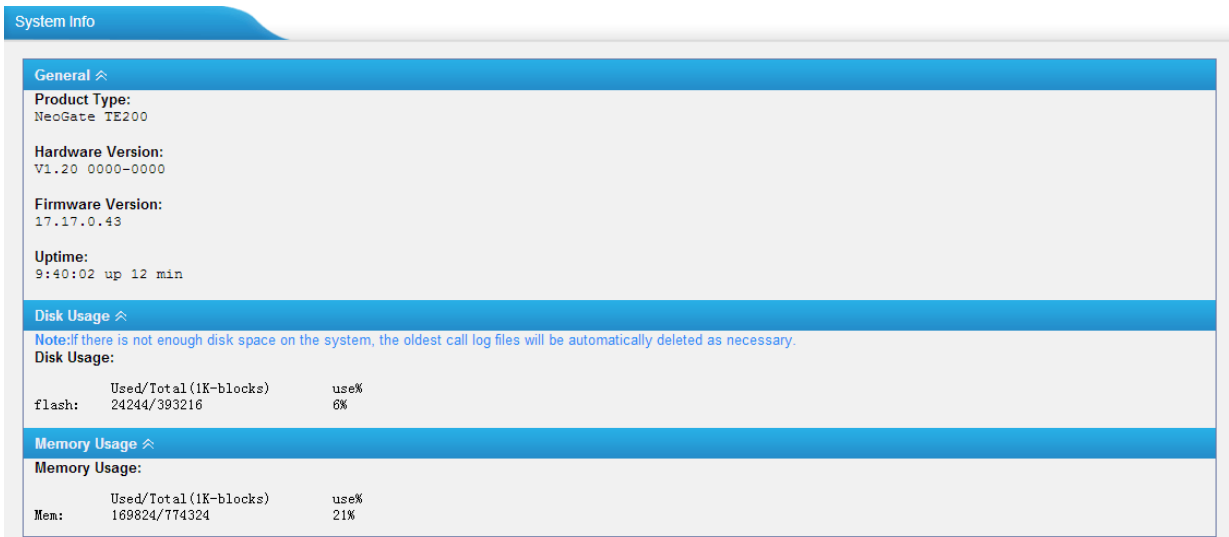 System Info
General
Product Type:
NeoGate TE200
Hardware Version:
V1.20 0000-0000
Firmware Version:
17.17.0.43
Uptime:
9:40:02 up 12 min
Disk Usage
Note:If there is not enough disk space on the system, the oldest call log files will be automatically deleted as necessary.
Disk Usage:
Used/Total(1K-blocks) use%
flash: 24244/393216 6%
Memory Usage
Memory Usage:
Used/Total(1K-blocks) use%
Mem: 169824/774324 21%